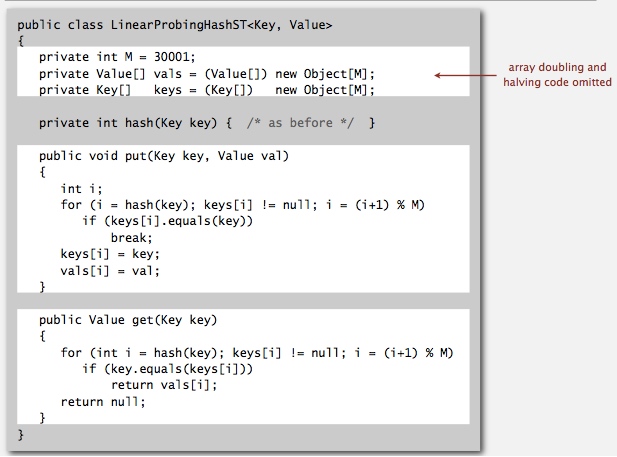 public class LinearProbingHashST<Key, Value>
{
private int M = 30001;
private Value[] vals = (Value[]) new Object[M];
private Key[] keys = (Key[]) new Object[M];
array doubling and
halving code omitted
private int hash(Key key) { /* as before */ }
public void put(Key key, Value val)
{
int i;
for (i = hash(key); keys[i] != null; i = (i+1) % M)
if (keys[i].equals(key))
break;
keys[i] = key;
vals[i] = val;
}
public Value get(Key key)
{
for (int i = hash(key); keys[i] != null; i = (i+1) % M)
if (key.equals(keys[i]))
return vals[i];
return null;
}
}